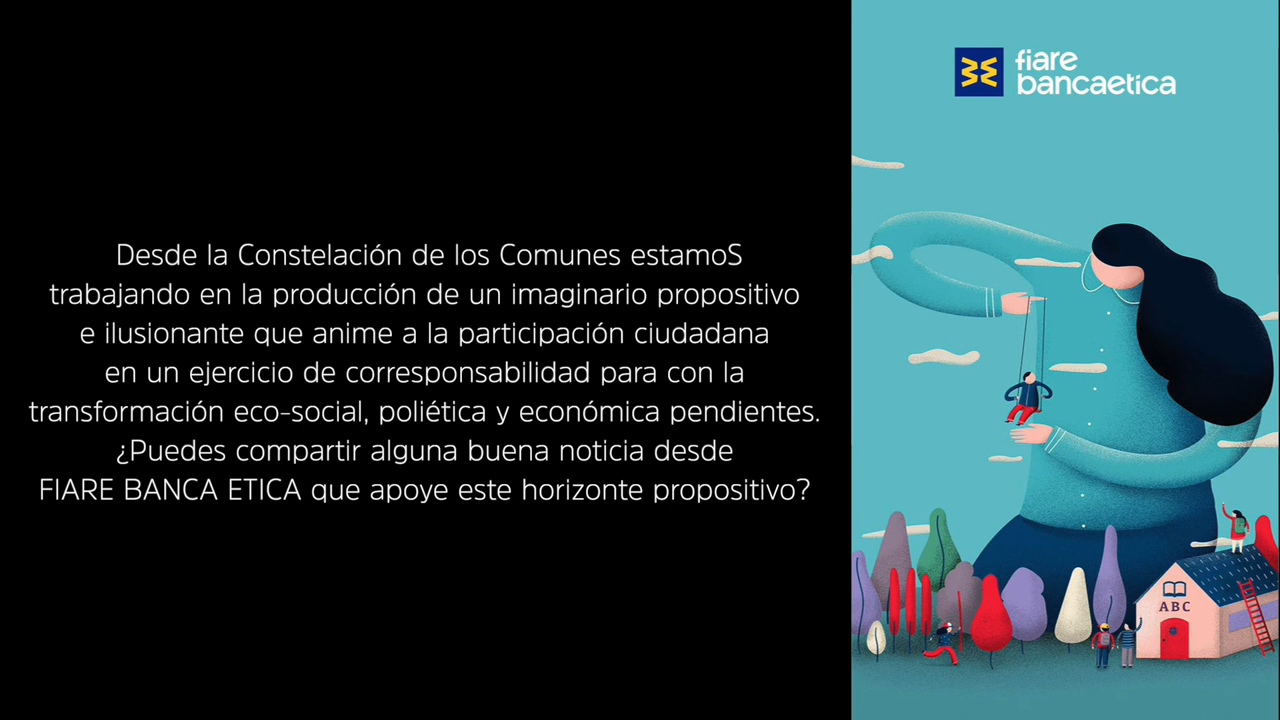 Desde la Constelación de los Comunes estamoS
trabajando en la producción de un imaginario propositivo
e ilusionante que anime a la participación ciudadana
en un ejercicio de corresponsabilidad para con la
transformación eco-social, poliética y económica pendientes.
¿Puedes compartir alguna buena noticia desde
FIARE BANCA ETICA que apoye este horizonte propositivo?
fiare
bancaetica
ABC